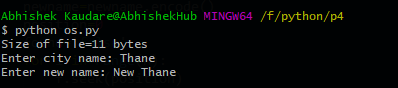 Abhishek Kaudare@AbhishekHub MINGW64 /f/python/p4
$ python os.py
Size of file=11 bytes
Enter city name: Thane
Enter new name: New Thane